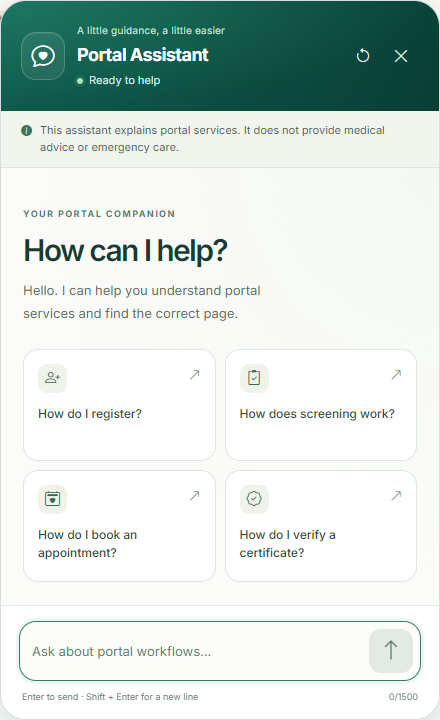 A little guidance, a little easier
Portal Assistant
Ready to help
This assistant explains portal services. It does not provide medical
advice or emergency care.
YOUR PORTAL COMPANION
How can I help?
Hello. I can help you understand portal
services and find the correct page.
How do I register?
How does screening work?
How do I book an
appointment?
How do I verify a
certificate?
Ask about portal workflows...
Enter to send · Shift + Enter for a new line
0/1500